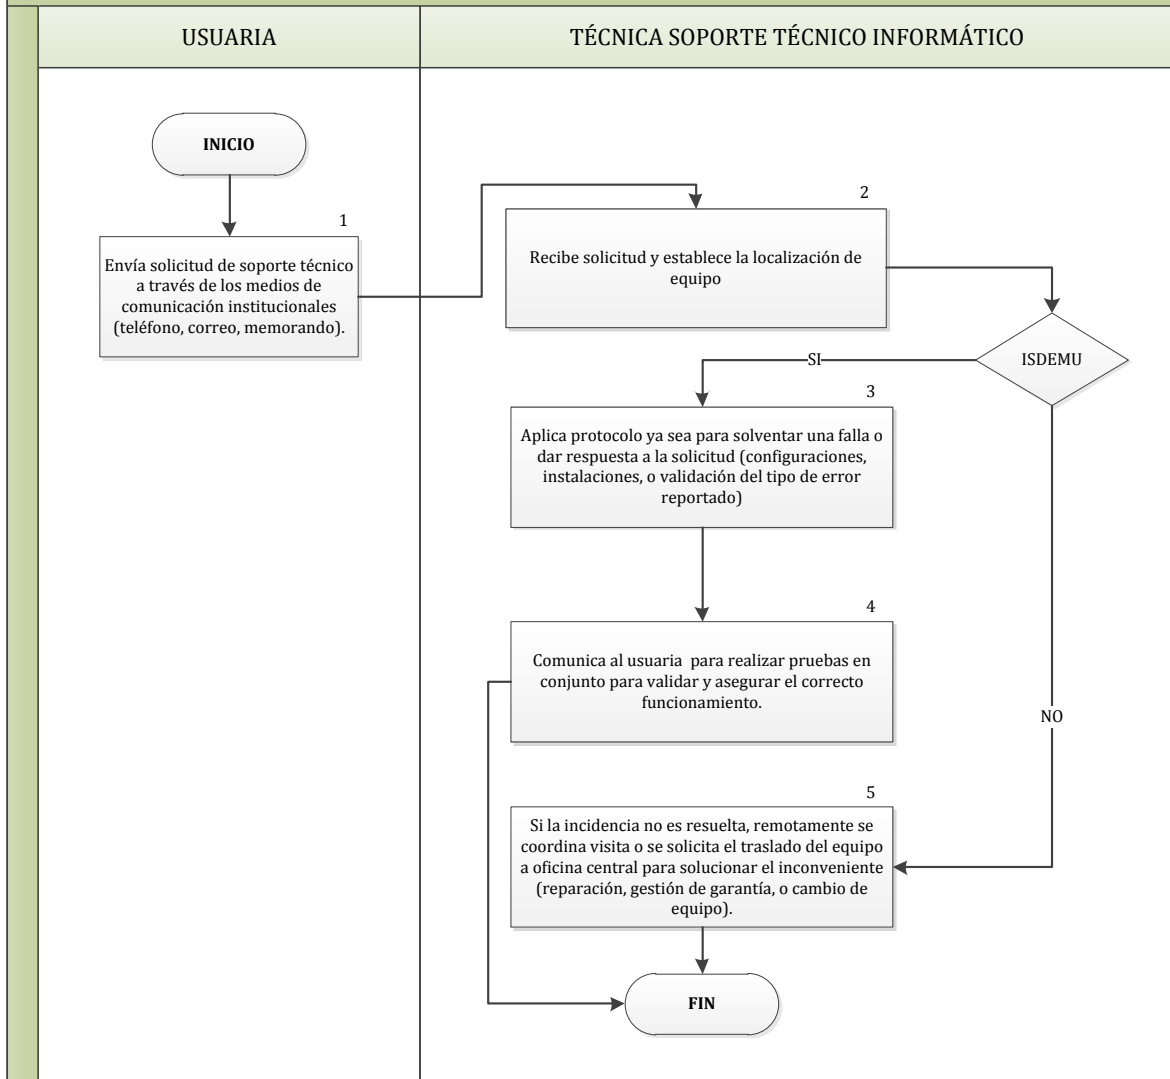 USUARIA
TÉCNICA SOPORTE TÉCNICO INFORMÁTICO
INICIO
1
Envía solicitud de soporte técnico
a través de los medios de
comunicación institucionales
(teléfono, correo, memorando).
2
Recibe solicitud y establece la localización de
equipo
ISDEMU
SI
3
Aplica protocolo ya sea para solventar una falla o
dar respuesta a la solicitud (configuraciones,
instalaciones, o validación del tipo de error
reportado)
4
Comunica al usuaria  para realizar pruebas en
conjunto para validar y asegurar el correcto
funcionamiento.
NO
5
Si la incidencia no es resuelta, remotamente se
coordina visita o se solicita el traslado del equipo
a oficina central para solucionar el inconveniente
(reparación, gestión de garantía, o cambio de
equipo).
FIN